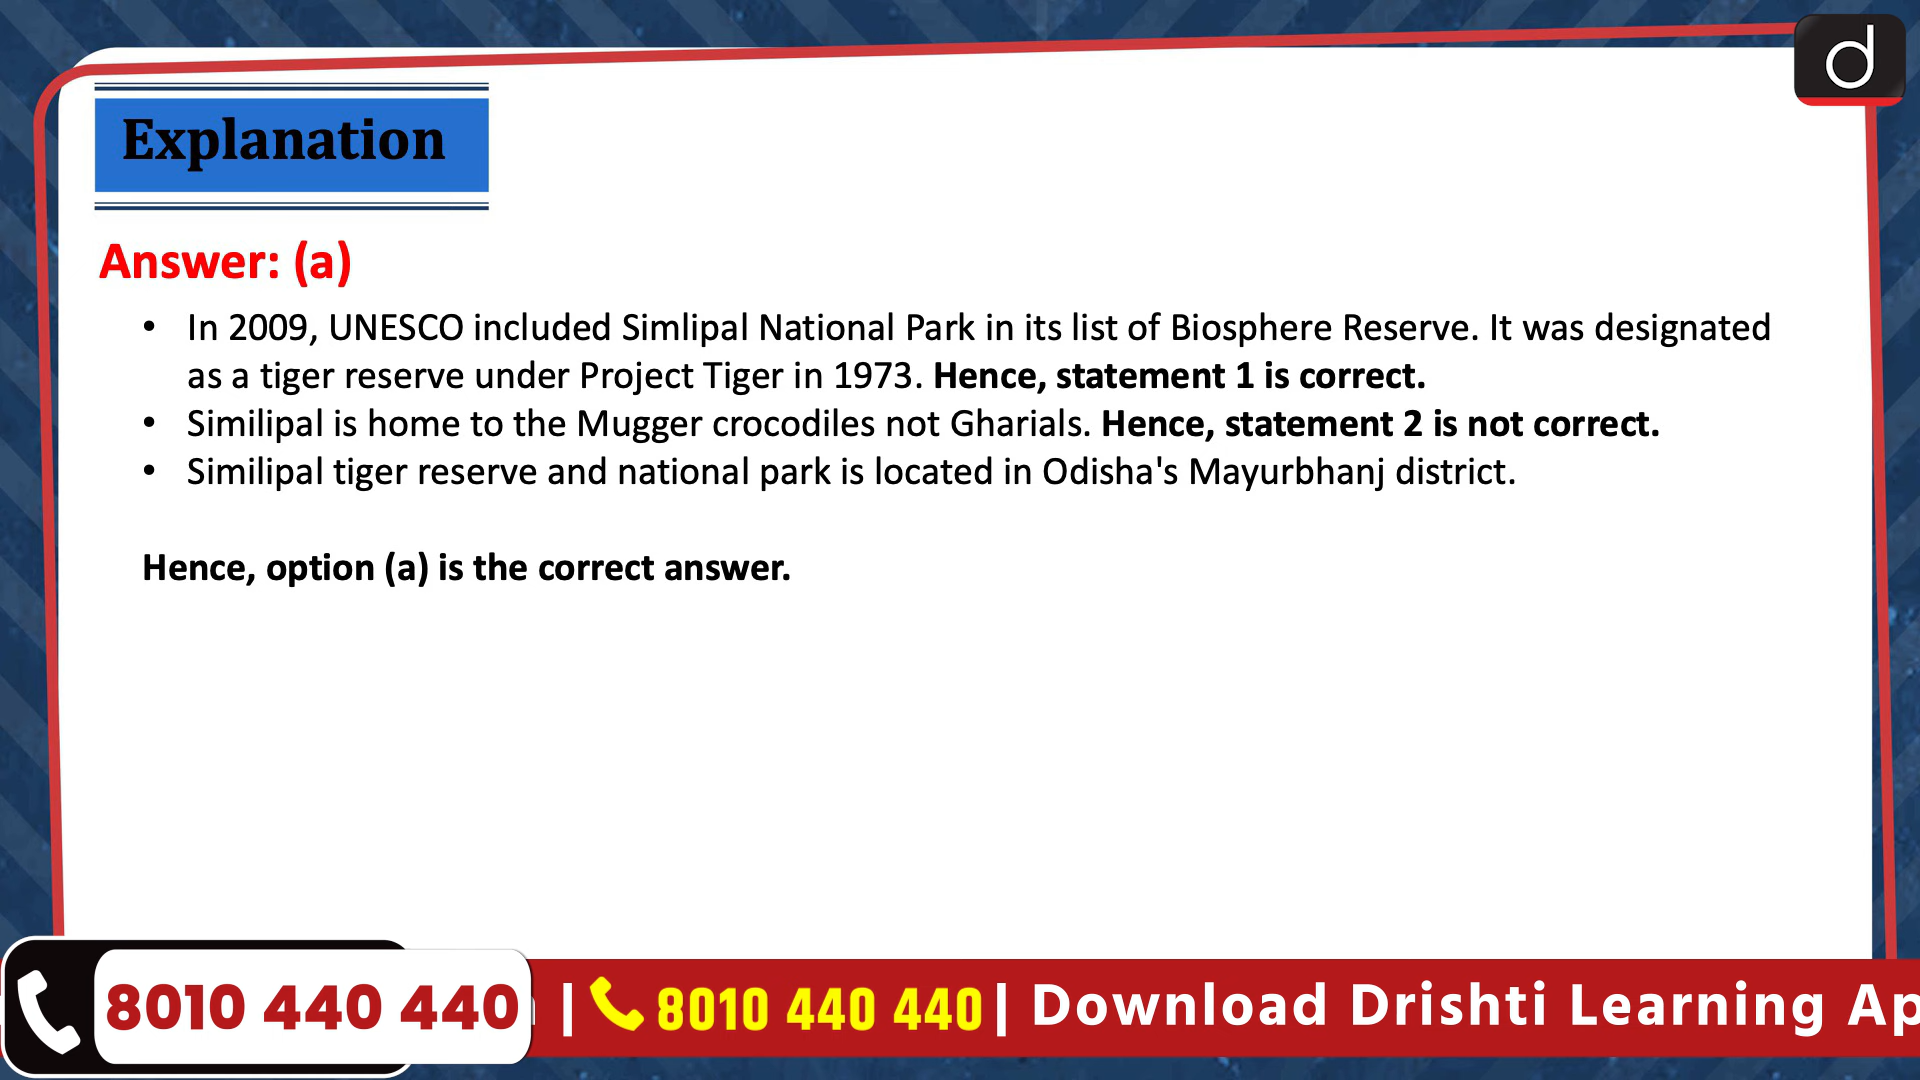 d
Explanation
Answer: (a)
• In 2009, UNESCO included Simlipal National Park in its list of Biosphere Reserve. It was designated
as a tiger reserve under Project Tiger in 1973. Hence, statement 1 is correct.
• Similipal is home to the Mugger crocodiles not Gharials. Hence, statement 2 is not correct.
• Similipal tiger reserve and national park is located in Odisha's Mayurbhanj district.
Hence, option (a) is the correct answer.
8010 440 440 | 8010 440 440 | Download Drishti Learning Ap